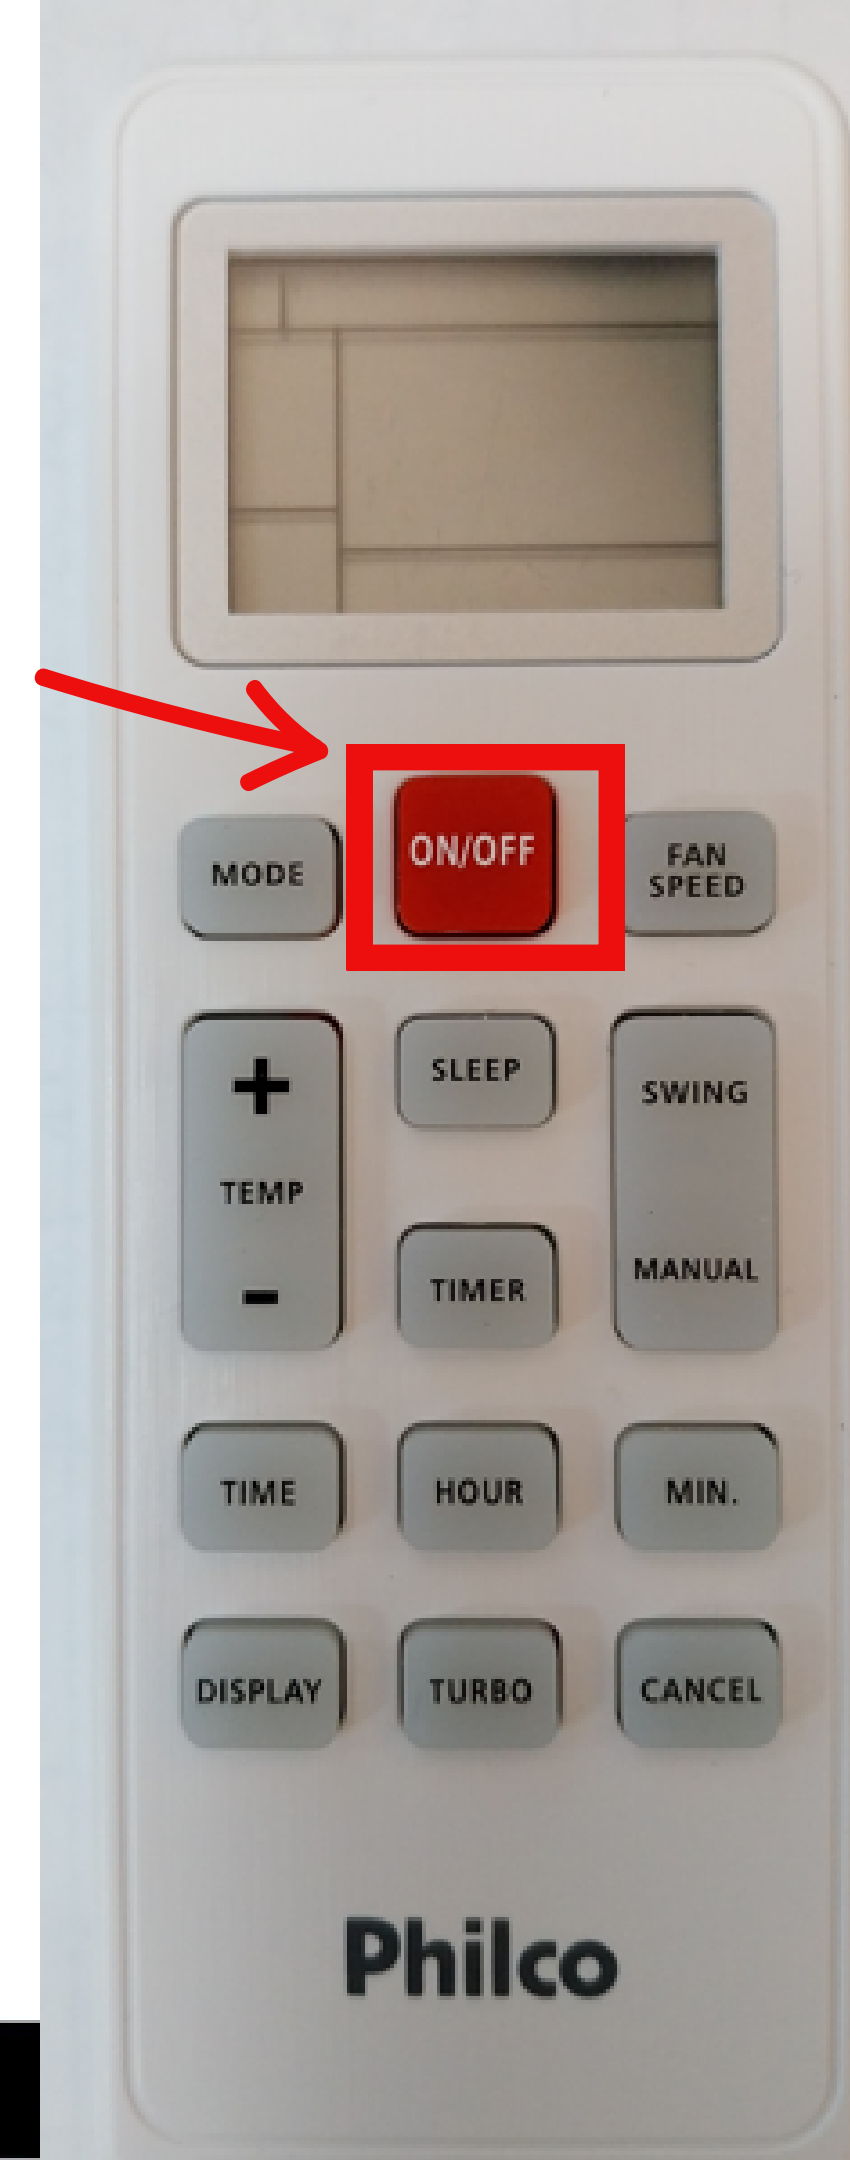 MODE
ON/OFF
FAN
SPEED
+
TEMP
-
SLEEP
TIMER
SWING
MANUAL
TIME
HOUR
MIN.
DISPLAY
TURBO
CANCEL
Philco